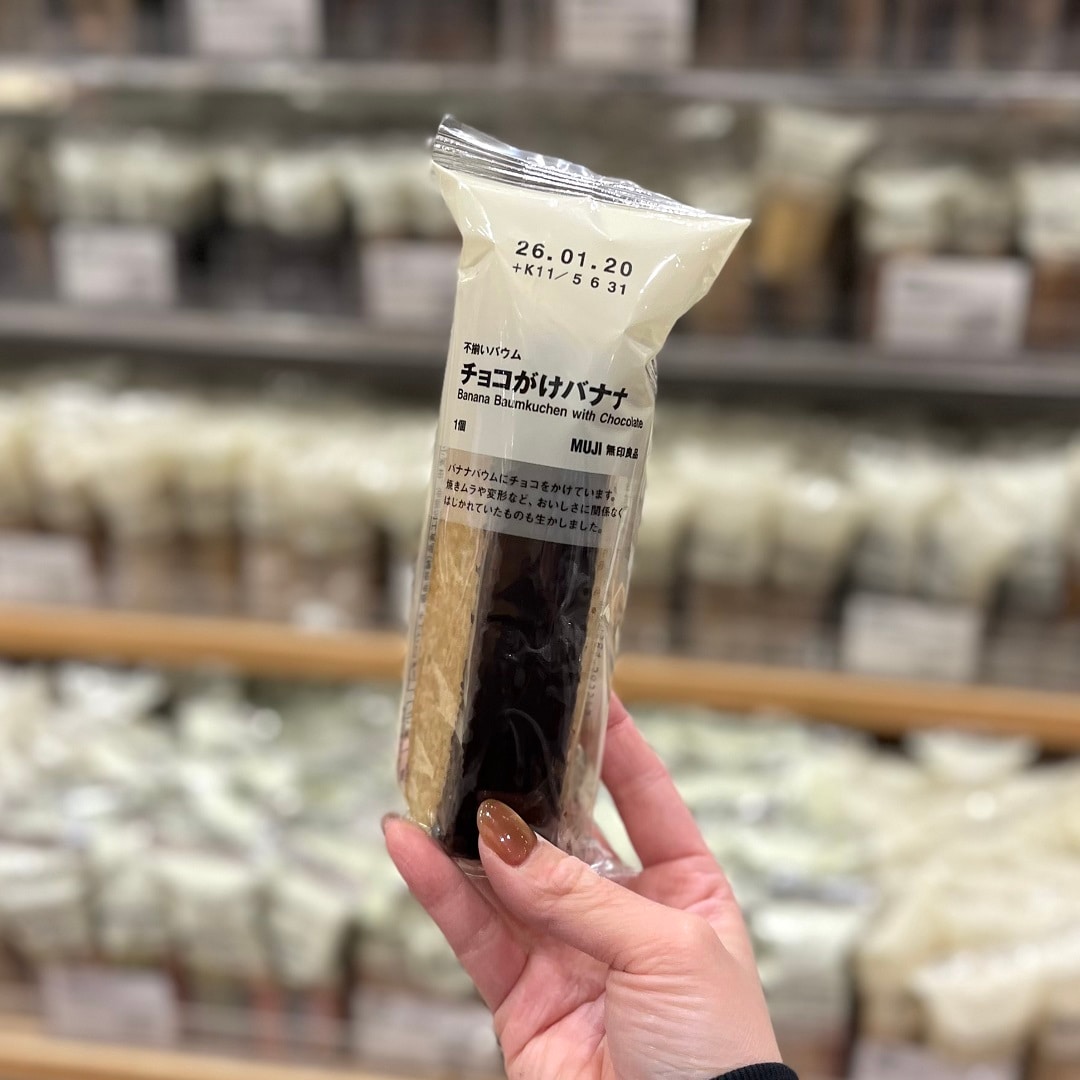 26.01.20
+K11/5 6 31
不揃いバウム
チョコがけバナナ
Banana Baumkuchen with Chocolate
1個
MUJI 無印良品
バナナバウムにチョコをかけています。
焼きムラや変形など、おいしさに関係なく
はじかれていたものも生かしました。